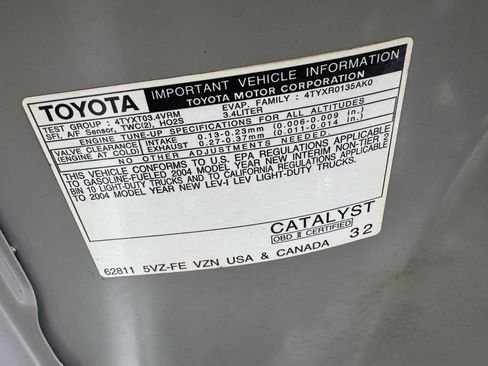 TOYOTA
IMPORTANT VEHICLE INFORMATION
TOYOTA MOTOR CORPORATION
TEST GROUP : 4TYXT03.4VRM EVAP. FAMILY : 4TYXR0135AK0
SFI, A/F Sensor, TWC(2), HO2S 3.4LITER
ENGINE TUNE-UP SPECIFICATIONS FOR ALL ALTITUDES
VALVE CLEARANCE INTAKE 0.13-0.23mm (0.006-0.009 in.)
(ENGINE AT COLD) EXHAUST 0.27-0.37mm (0.011-0.014 in.)
NO OTHER ADJUSTMENTS NEEDED.
THIS VEHICLE CONFORMS TO U.S. EPA REGULATIONS APPLICABLE
TO GASOLINE-FUELED 2004 MODEL YEAR NEW INTERIM NON-TIER 2
BIN 10 LIGHT-DUTY TRUCKS AND TO CALIFORNIA REGULATIONS APPLICABLE
TO 2004 MODEL YEAR NEW LEV-I LEV LIGHT-DUTY TRUCKS.
CATALYST
OBD II CERTIFIED
62811 5VZ-FE VZN USA & CANADA 32